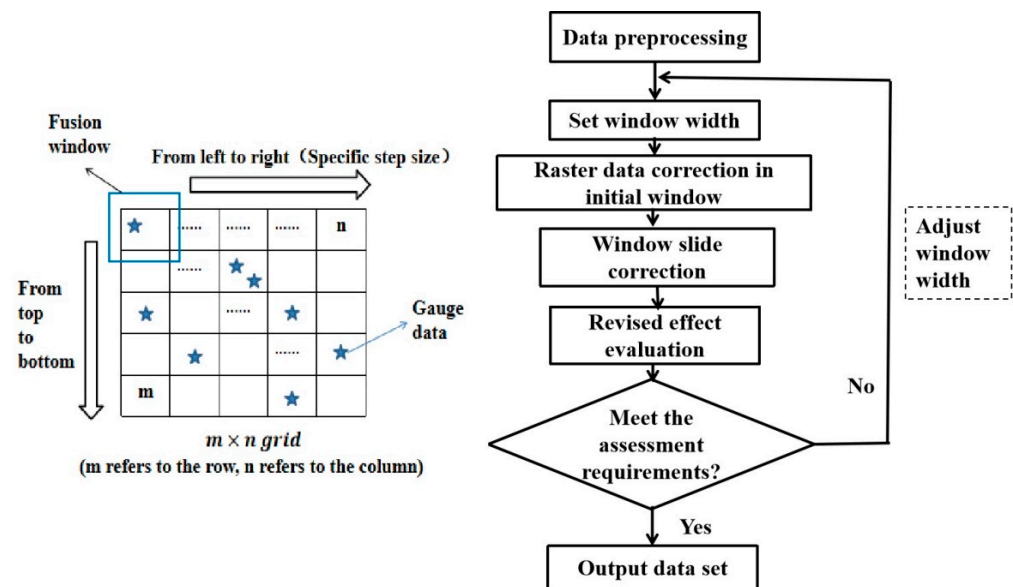 Fusion
window
From left to right（Specific step size）
......
......
......
n
......
From
top
to
bottom
......
Gauge
data
......
m
m × n grid
(m refers to the row, n refers to the column)
Data preprocessing
Set window width
Raster data correction in
initial window
Window slide
correction
Revised effect
evaluation
Meet the
assessment
requirements?
No
Adjust
window
width
Yes
Output data set